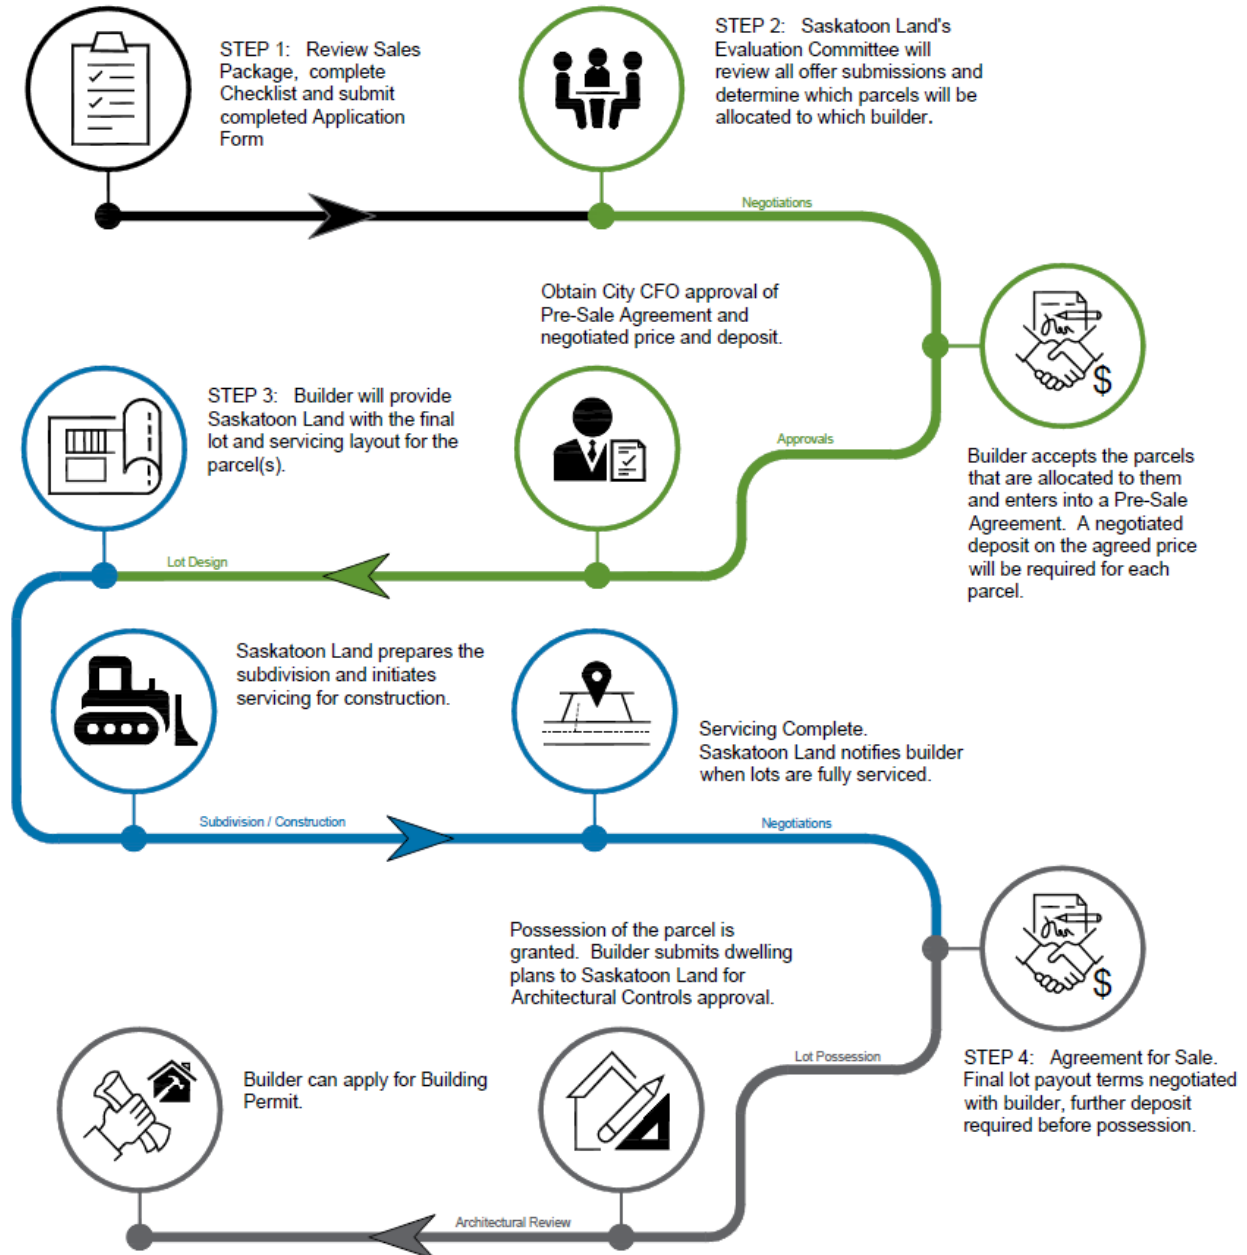 STEP 1: Review Sales
Package, complete
Checklist and submit
completed Application
Form
STEP 2: Saskatoon Land's
Evaluation Committee will
review all offer submissions and
determine which parcels will be
allocated to which builder.
Negotiations
$
Builder accepts the parcels
that are allocated to them
and enters into a Pre-Sale
Agreement. A negotiated
deposit on the agreed price
will be required for each
parcel.
Approvals
Obtain City CFO approval of
Pre-Sale Agreement and
negotiated price and deposit.
Lot Design
STEP 3: Builder will provide
Saskatoon Land with the final
lot and servicing layout for the
parcel(s).
Saskatoon Land prepares the
subdivision and initiates
servicing for construction.
Subdivision / Construction
Servicing Complete.
Saskatoon Land notifies builder
when lots are fully serviced.
Negotiations
$
STEP 4: Agreement for Sale.
Final lot payout terms negotiated
with builder, further deposit
required before possession.
Lot Possession
Possession of the parcel is
granted. Builder submits dwelling
plans to Saskatoon Land for
Architectural Controls approval.
Architectural Review
Builder can apply for Building
Permit.